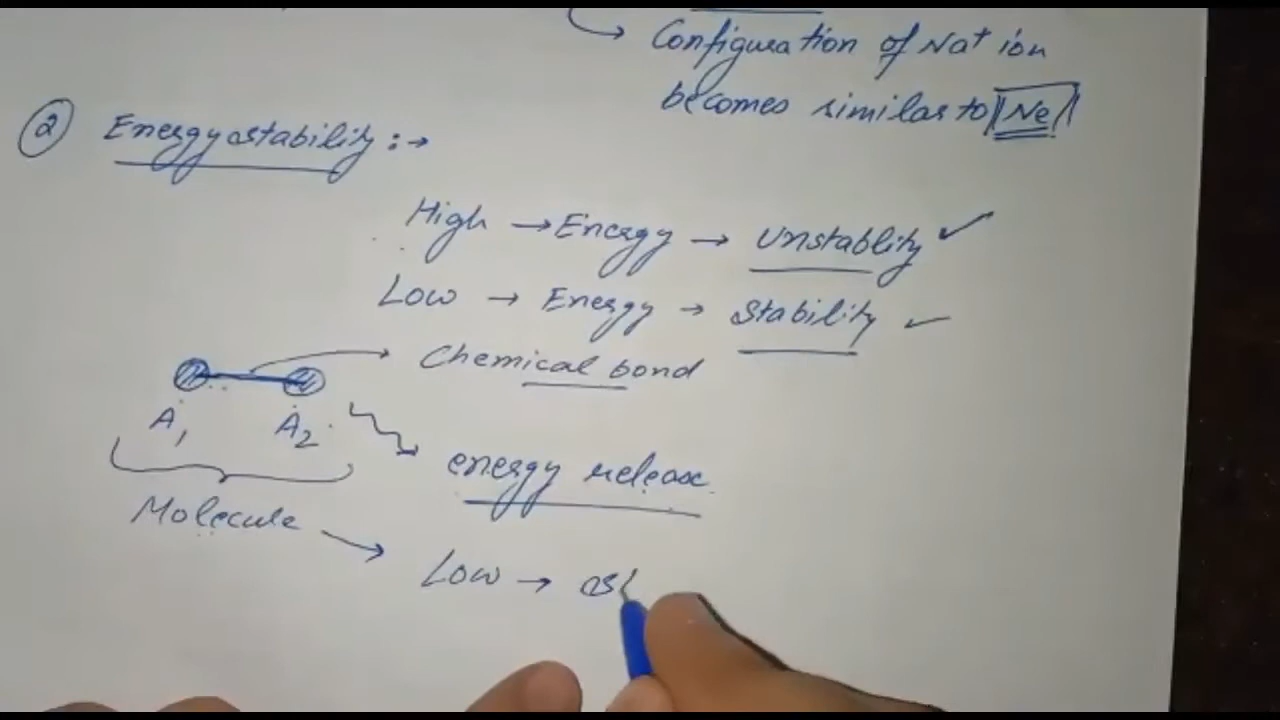 → Configuration of Na+ ion
becomes similar to Ne
② Energy stability :→
High → Energy → Unstablity ✓
Low → Energy → Stability ✓
Chemical bond
A1 A2
energy release
Molecule
Low →